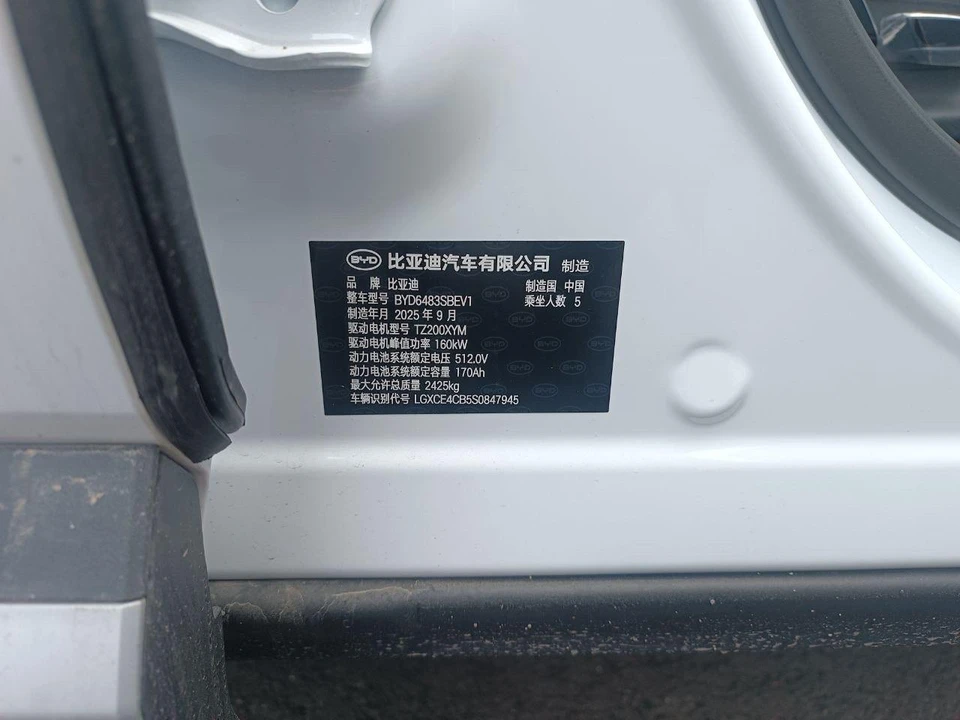 BYD 比亚迪汽车有限公司 制造
品 牌 比亚迪 制造国 中国
整车型号 BYD6483SBEV1 乘坐人数 5
制造年月 2025 年 9 月
驱动电机型号 TZ200XYM
驱动电机峰值功率 160kW
动力电池系统额定电压 512.0V
动力电池系统额定容量 170Ah
最大允许总质量 2425kg
车辆识别代号 LGXCE4CB5S0847945